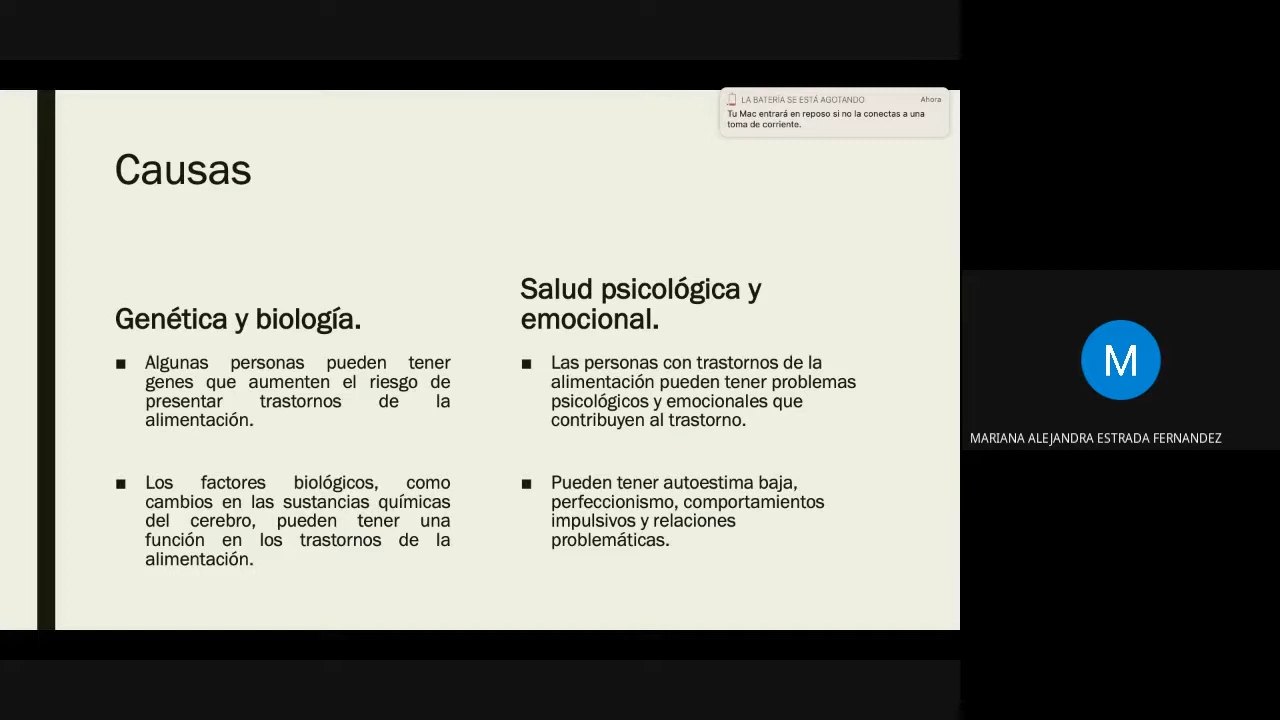 LA BATERÍA SE ESTÁ AGOTANDO Ahora
Tu Mac entrará en reposo si no la conectas a una
toma de corriente.
Causas
Genética y biología.
■ Algunas personas pueden tener
genes que aumenten el riesgo de
presentar trastornos de la
alimentación.
■ Los factores biológicos, como
cambios en las sustancias químicas
del cerebro, pueden tener una
función en los trastornos de la
alimentación.
Salud psicológica y
emocional.
■ Las personas con trastornos de la
alimentación pueden tener problemas
psicológicos y emocionales que
contribuyen al trastorno.
■ Pueden tener autoestima baja,
perfeccionismo, comportamientos
impulsivos y relaciones
problemáticas.
M
MARIANA ALEJANDRA ESTRADA FERNANDEZ